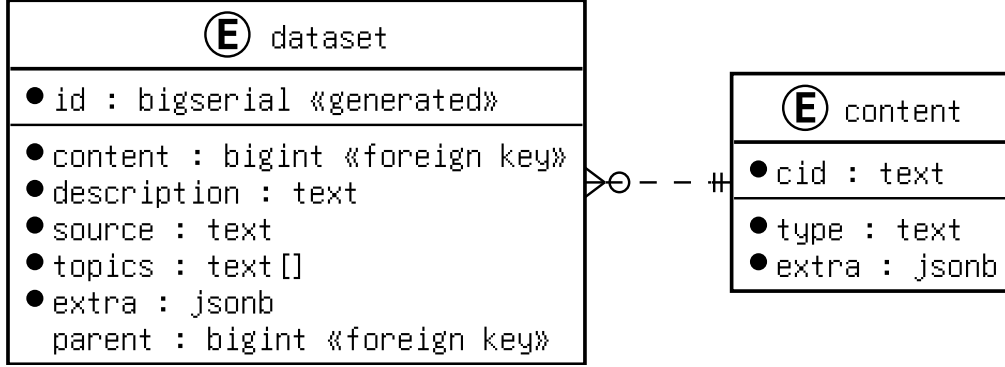 E dataset
id : bigserial «generated»
content : bigint «foreign key»
description : text
source : text
topics : text[]
extra : jsonb
parent : bigint «foreign key»
E content
cid : text
type : text
extra : jsonb